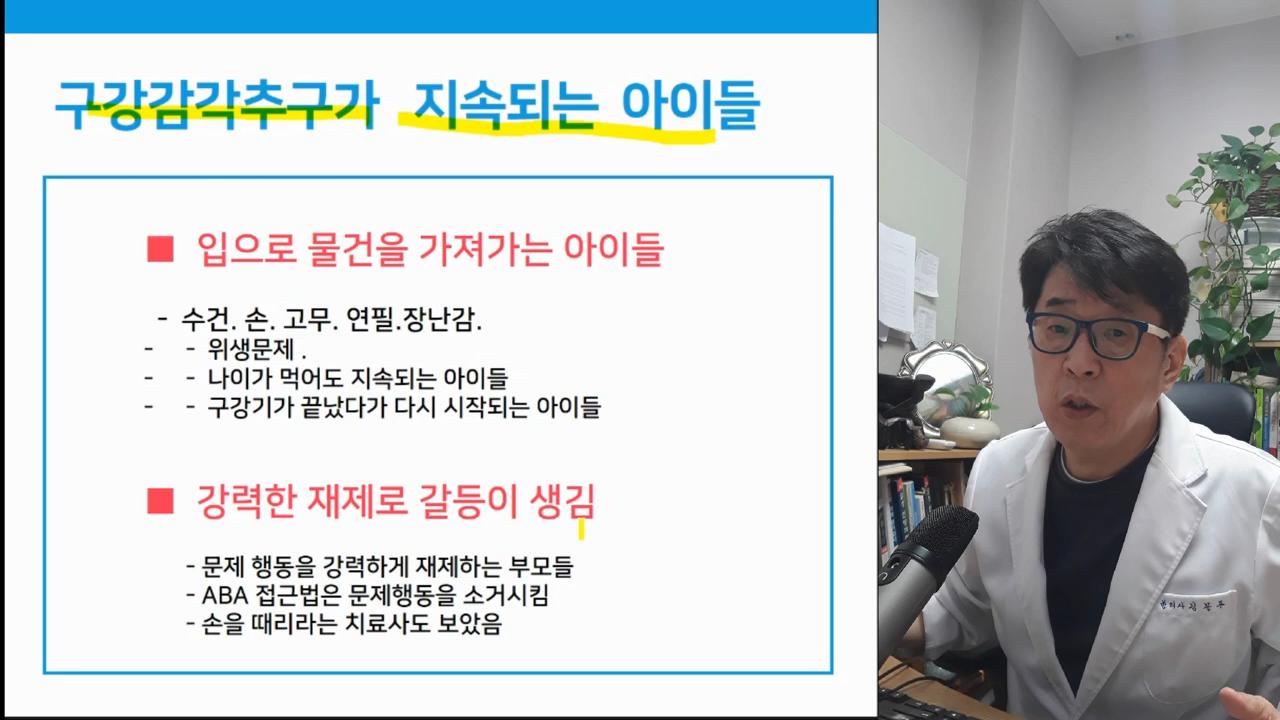 구강감각추구가 지속되는 아이들
■ 입으로 물건을 가져가는 아이들
- 수건. 손. 고무. 연필.장난감.
- - 위생문제 .
- - 나이가 먹어도 지속되는 아이들
- - 구강기가 끝났다가 다시 시작되는 아이들
■ 강력한 재제로 갈등이 생김
- 문제 행동을 강력하게 재제하는 부모들
- ABA 접근법은 문제행동을 소거시킴
- 손을 때리라는 치료사도 보았음